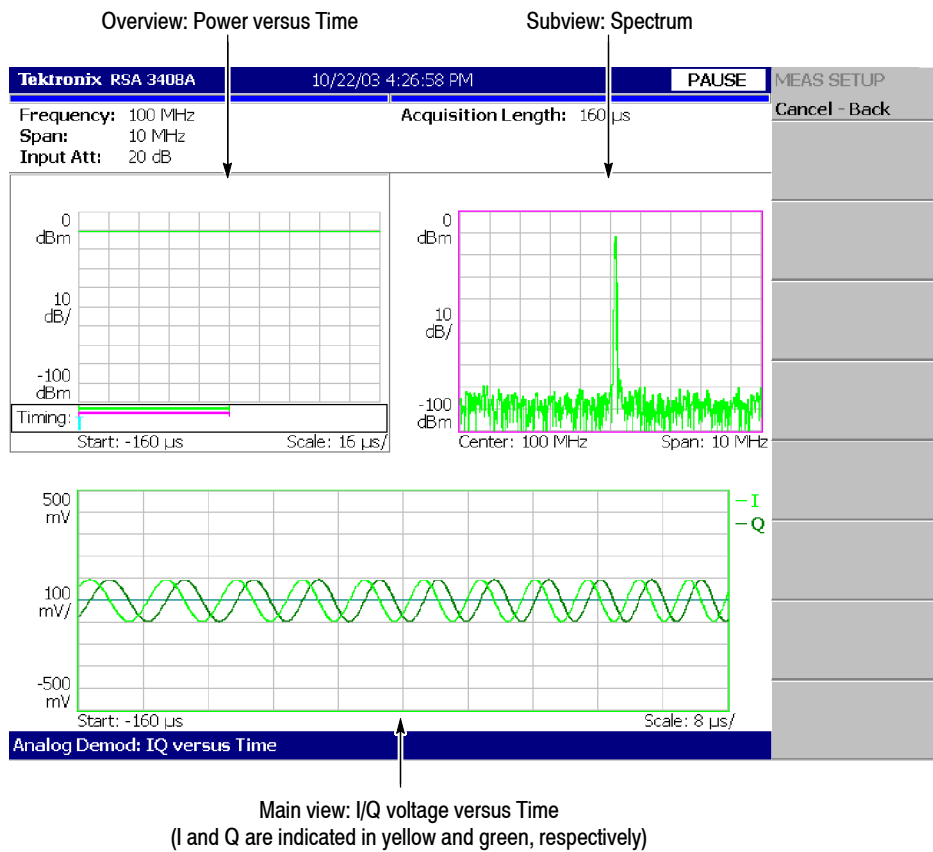 Overview: Power versus Time
Subview: Spectrum
Tektronix RSA 3408A 10/22/03 4:26:58 PM PAUSE MEAS SETUP
Cancel - Back
Frequency: 100 MHz Acquisition Length: 160 µs
Span: 10 MHz
Input Att: 20 dB
0
dBm
10
dB/
-100
dBm
Timing:
Start: -160 µs Scale: 16 µs/
0
dBm
10
dB/
-100
dBm
Center: 100 MHz Span: 10 MHz
500
mV
100
mV/
-500
mV
I
Q
Start: -160 µs Scale: 8 µs/
Analog Demod: IQ versus Time
Main view: I/Q voltage versus Time
(I and Q are indicated in yellow and green, respectively)